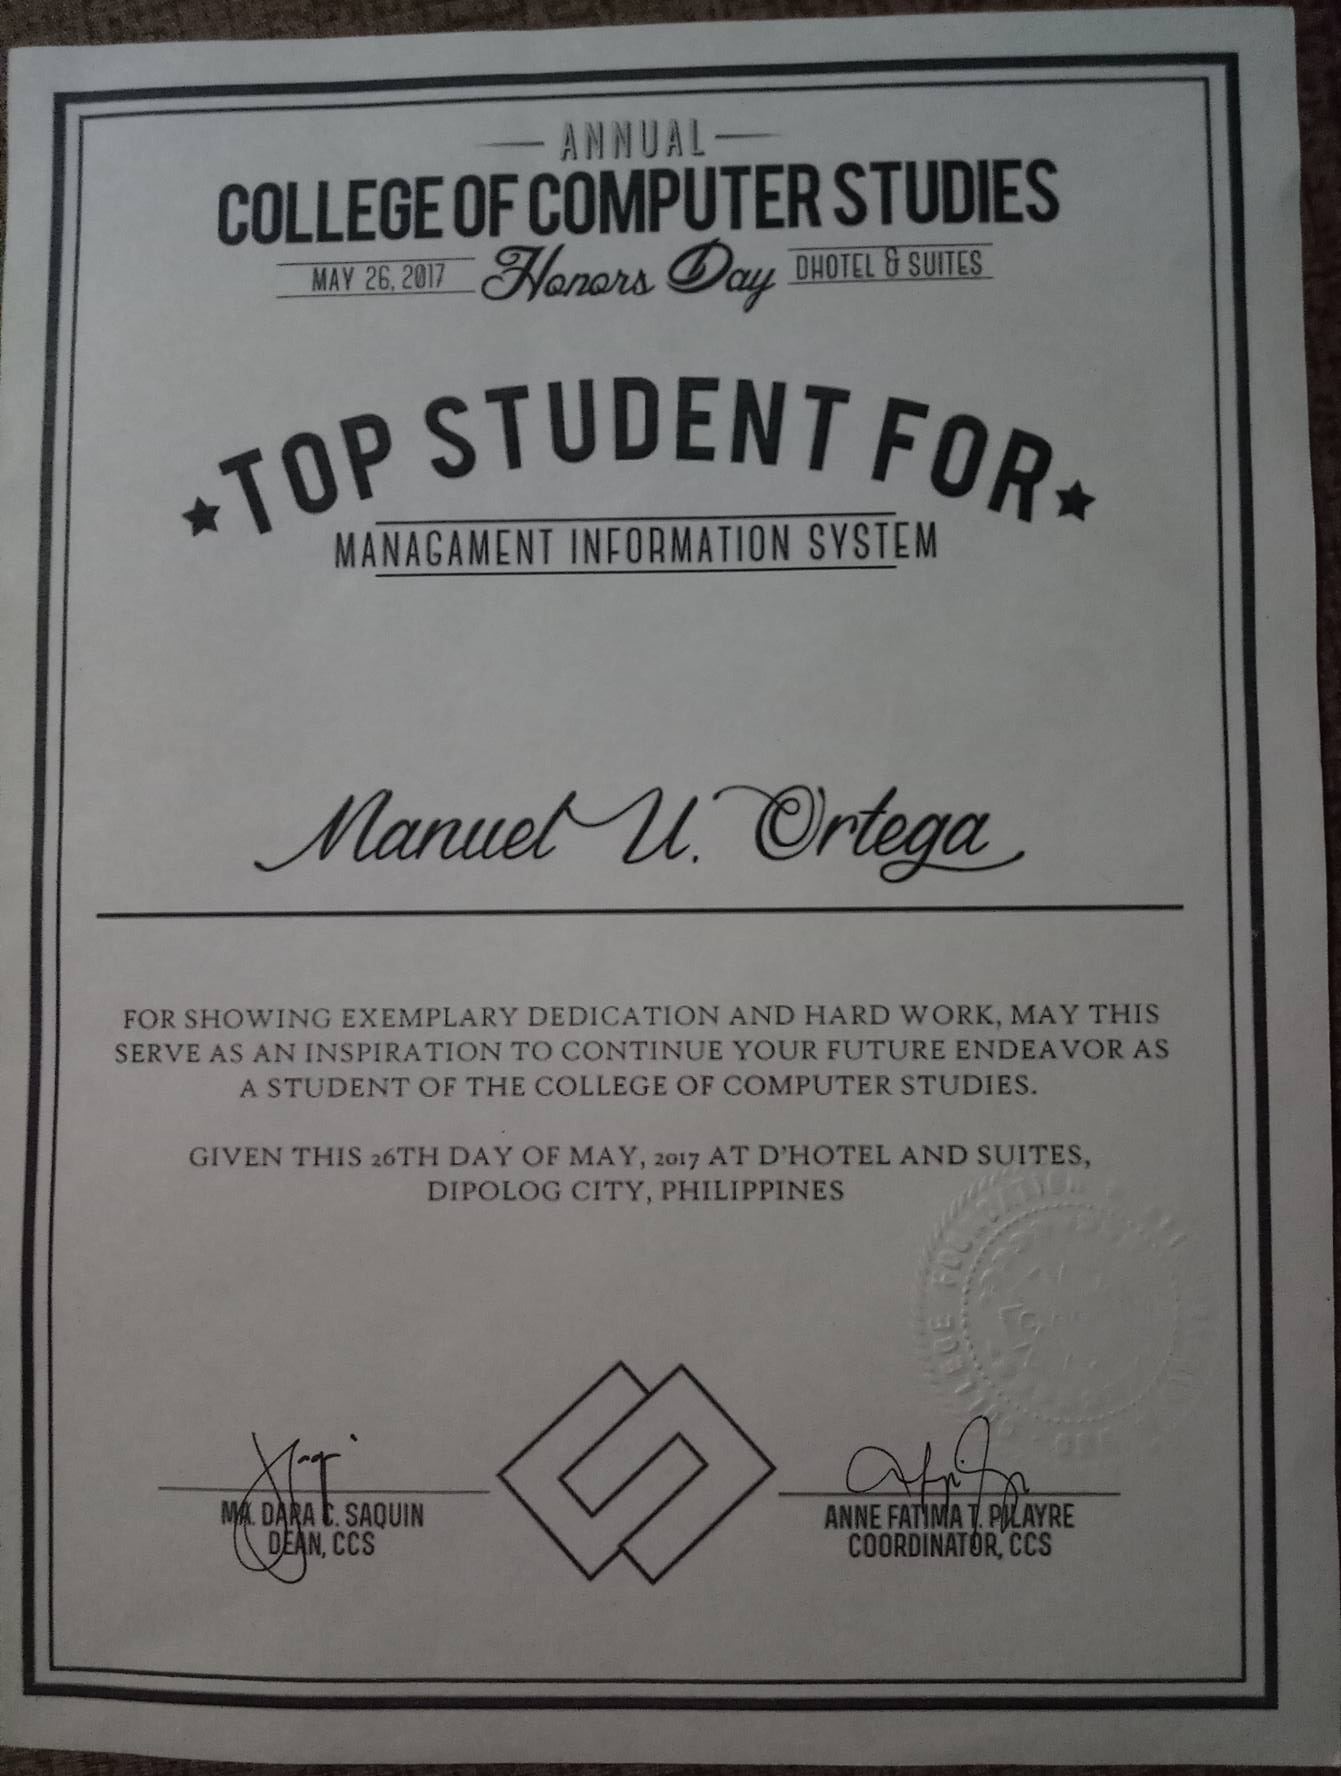 ANNUAL
COLLEGE OF COMPUTER STUDIES
MAY 26, 2017 Honors Day DHOTEL & SUITES
TOP STUDENT FOR
MANAGAMENT INFORMATION SYSTEM
Manuel U. Ortega
FOR SHOWING EXEMPLARY DEDICATION AND HARD WORK, MAY THIS
SERVE AS AN INSPIRATION TO CONTINUE YOUR FUTURE ENDEAVOR AS
A STUDENT OF THE COLLEGE OF COMPUTER STUDIES.
GIVEN THIS 26TH DAY OF MAY, 2017 AT D'HOTEL AND SUITES,
DIPOLOG CITY, PHILIPPINES
MA. DARA C. SAQUIN
DEAN, CCS
ANNE FATIMA T. PILAYRE
COORDINATOR, CCS